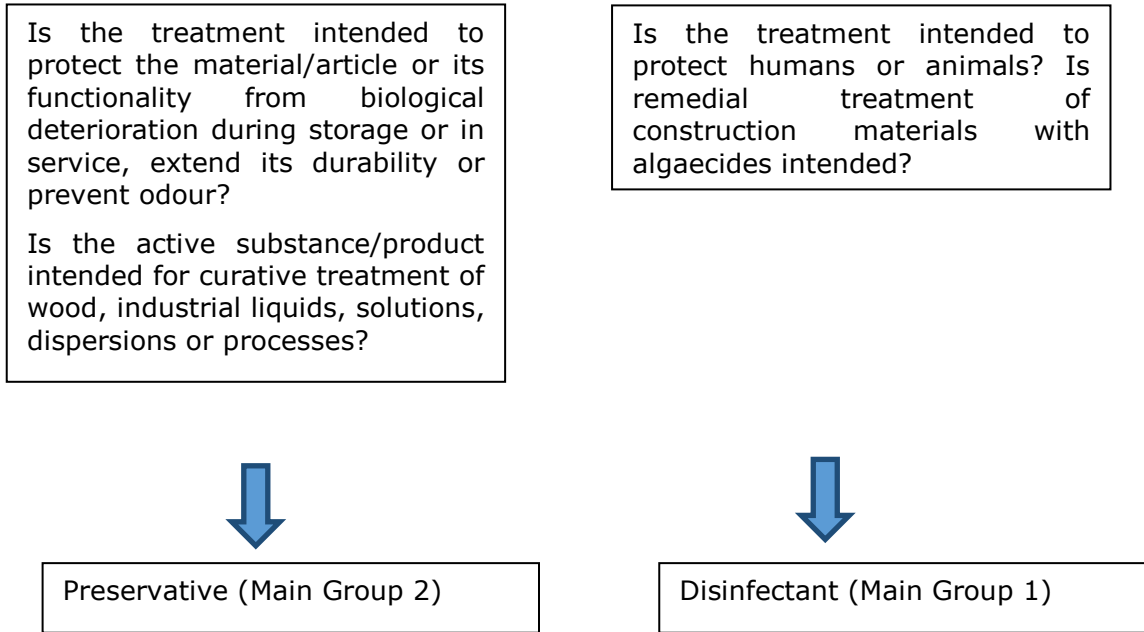 Is the treatment intended to
protect the material/article or its
functionality from biological
deterioration during storage or in
service, extend its durability or
prevent odour?
Is the active substance/product
intended for curative treatment of
wood, industrial liquids, solutions,
dispersions or processes?
Is the treatment intended to
protect humans or animals? Is
remedial treatment of
construction materials with
algaecides intended?
Preservative (Main Group 2)
Disinfectant (Main Group 1)